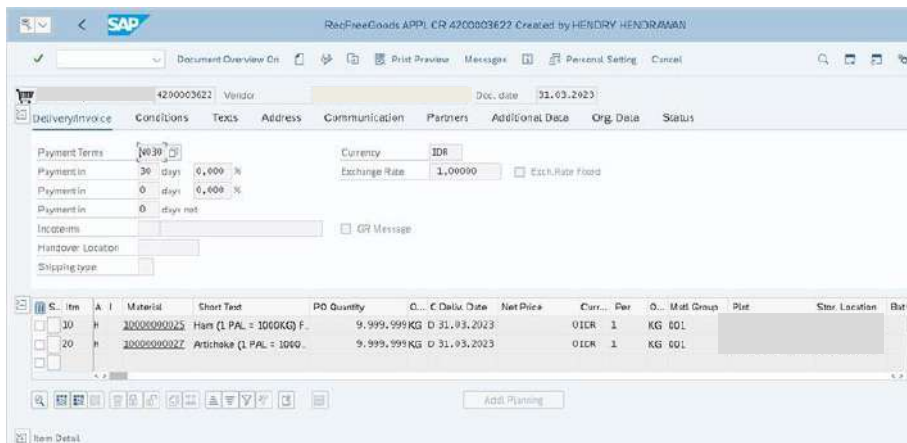 SAP RecFreeGoods APPL CR 4200003622 Created by HENDRY HENDRAWAN
Document Overview On Print Preview Messages Personal Setting Cancel
4200003622 Vendor Doc. date 31.03.2023
Delivery/Invoice Conditions Texts Address Communication Partners Additional Data Org. Data Status
Payment Terms N030 Currency IDR
Payment in 30 days 0,000 % Exchange Rate 1,00000 Exch.Rate Fixed
Payment in 0 days 0,000 %
Payment in 0 days net
Incoterms GR Message
Handover Location
Shipping type
S.. Itm A I Material Short Text PO Quantity O... C Deliv. Date Net Price Curr... Per O... Matl Group Plnt Stor. Location Bat
10 H 10000090025 Ham (1 PAL = 1000KG) F.. 9.999.999 KG D 31.03.2023 0 IDR 1 KG 001
20 H 10000090027 Artichoke (1 PAL = 1000.. 9.999.999 KG D 31.03.2023 0 IDR 1 KG 001
Addl Planning
Item Detail